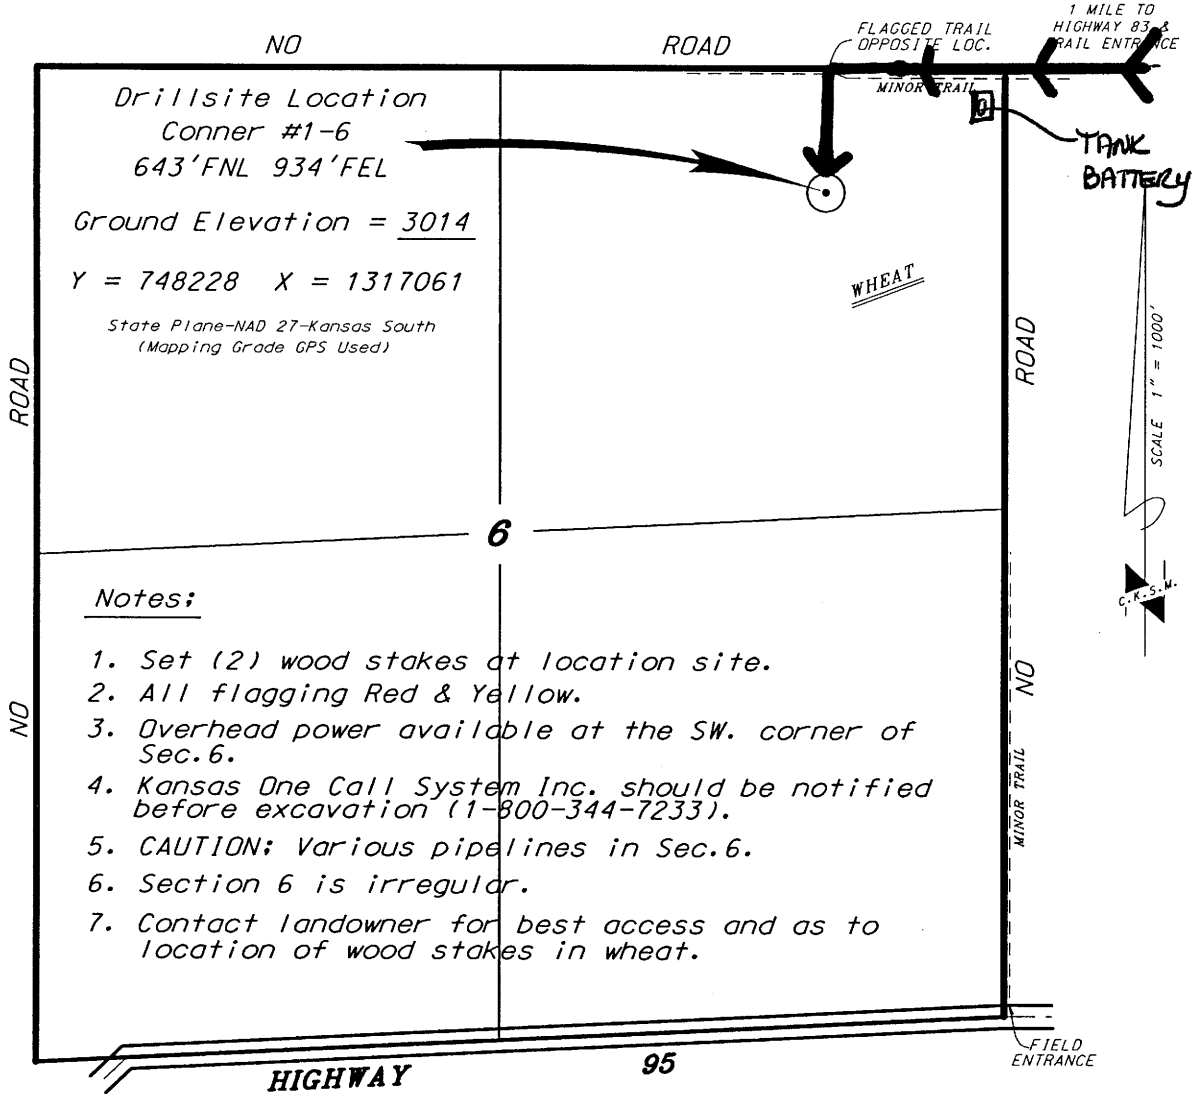 1 MILE TO
HIGHWAY 83 &
TRAIL ENTRANCE
FLAGGED TRAIL
OPPOSITE LOC.
NO ROAD
MINOR TRAIL
TANK
BATTERY
Drillsite Location
Conner #1-6
643'FNL 934'FEL
Ground Elevation = 3014
Y = 748228 X = 1317061
State Plane-NAD 27-Kansas South
(Mapping Grade GPS Used)
WHEAT
NO ROAD
NO ROAD
SCALE 1" = 1000'
C.K.S.M.
6
Notes:
1. Set (2) wood stakes at location site.
2. All flagging Red & Yellow.
3. Overhead power available at the SW. corner of
Sec.6.
4. Kansas One Call System Inc. should be notified
before excavation (1-800-344-7233).
5. CAUTION: Various pipelines in Sec.6.
6. Section 6 is irregular.
7. Contact landowner for best access and as to
location of wood stakes in wheat.
MINOR TRAIL
FIELD
ENTRANCE
HIGHWAY 95